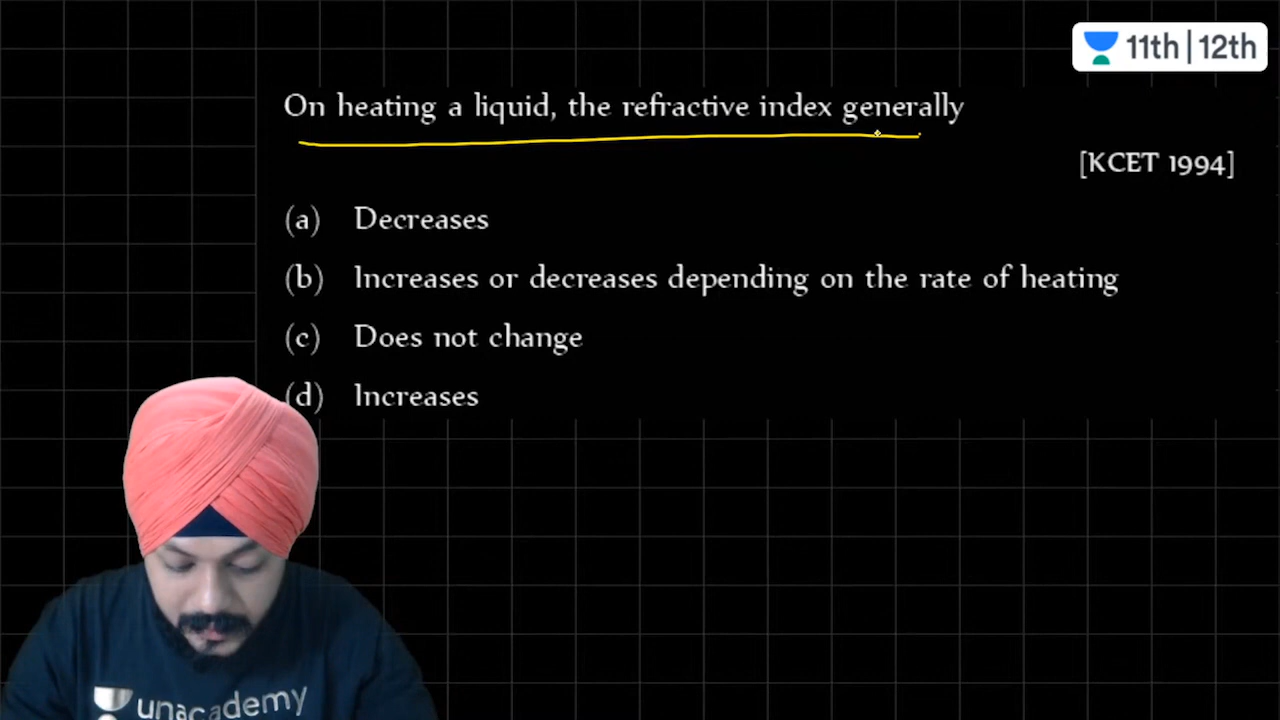 11th | 12th
On heating a liquid, the refractive index generally
[KCET 1994]
(a) Decreases
(b) Increases or decreases depending on the rate of heating
(c) Does not change
(d) Increases
unacademy